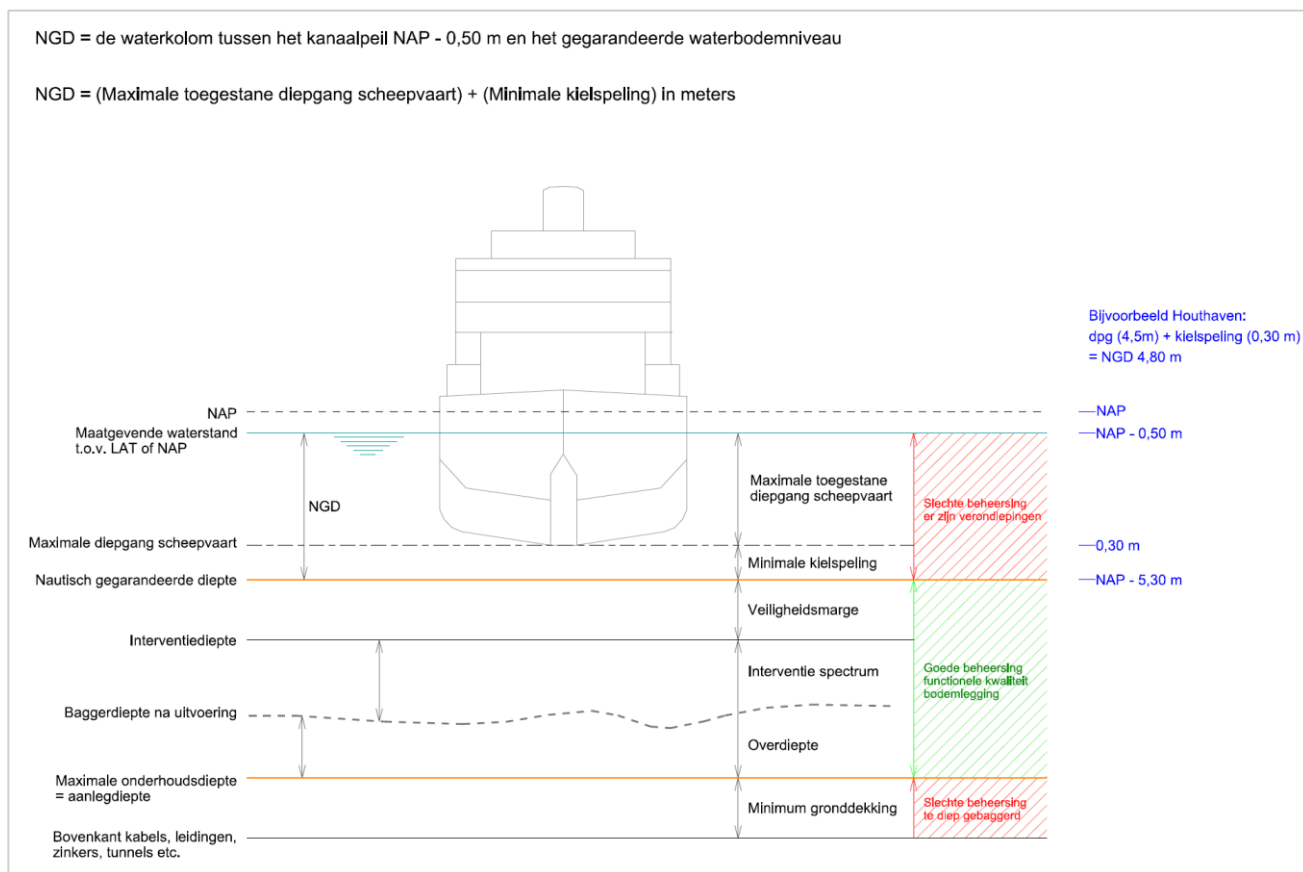 NGD = de waterkolom tussen het kanaalpeil NAP - 0,50 m en het gegarandeerde waterbodemniveau
NGD = (Maximale toegestane diepgang scheepvaart) + (Minimale kielspeling) in meters
Bijvoorbeeld Houthaven:
dpg (4,5m) + kielspeling (0,30 m)
= NGD 4,80 m
NAP
NAP
Maatgevende waterstand
t.o.v. LAT of NAP
NAP - 0,50 m
NGD
Maximale toegestane
diepgang scheepvaart
Slechte beheersing
er zijn verondiepingen
Maximale diepgang scheepvaart
0,30 m
Minimale kielspeling
Nautisch gegarandeerde diepte
NAP - 5,30 m
Veiligheidsmarge
Interventiediepte
Interventie spectrum
Goede beheersing
functionele kwaliteit
bodemlegging
Baggerdiepte na uitvoering
Overdiepte
Maximale onderhoudsdiepte
= aanlegdiepte
Minimum gronddekking
Slechte beheersing
te diep gebaggerd
Bovenkant kabels, leidingen,
zinkers, tunnels etc.